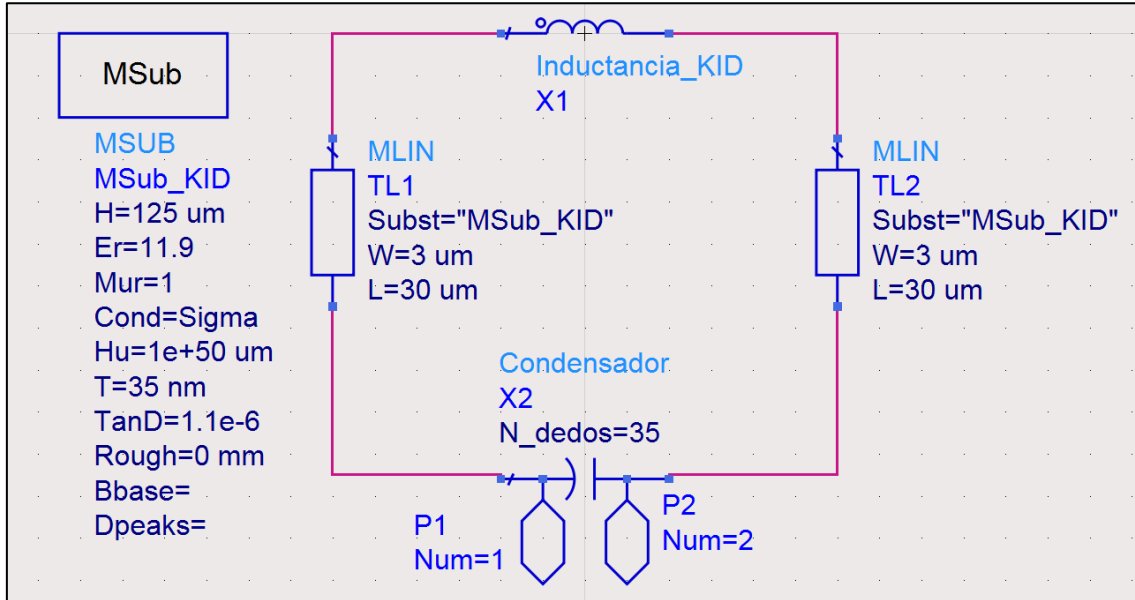 MSub
MSUB
MSub_KID
H=125 um
Er=11.9
Mur=1
Cond=Sigma
Hu=1e+50 um
T=35 nm
TanD=1.1e-6
Rough=0 mm
Bbase=
Dpeaks=
Inductancia_KID
X1
MLIN
TL1
Subst="MSub_KID"
W=3 um
L=30 um
MLIN
TL2
Subst="MSub_KID"
W=3 um
L=30 um
Condensador
X2
N_dedos=35
P1
Num=1
P2
Num=2